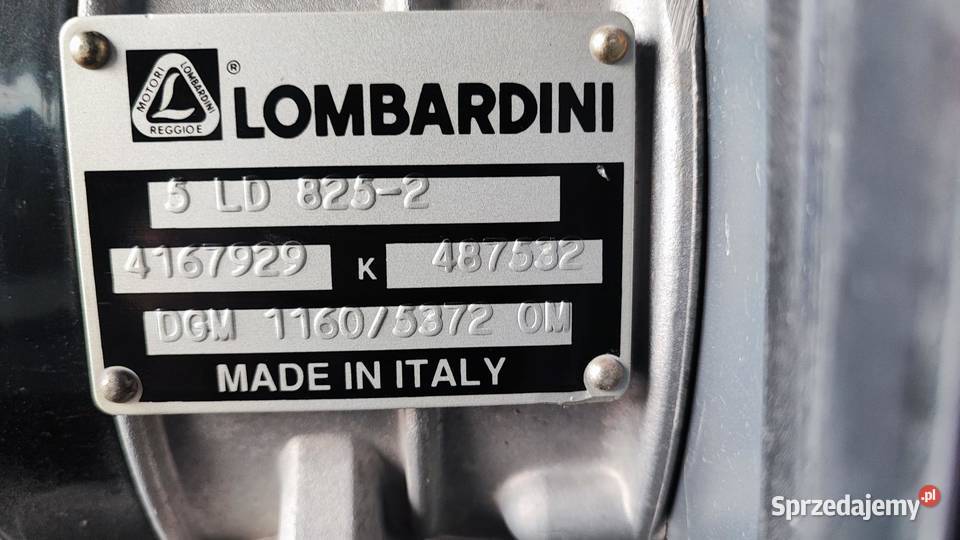 MOTORI LOMBARDINI
REGGIO E
® LOMBARDINI
5 LD 825-2
4167929 K 487532
DGM 1160/5372 OM
MADE IN ITALY
Sprzedajemy.pl